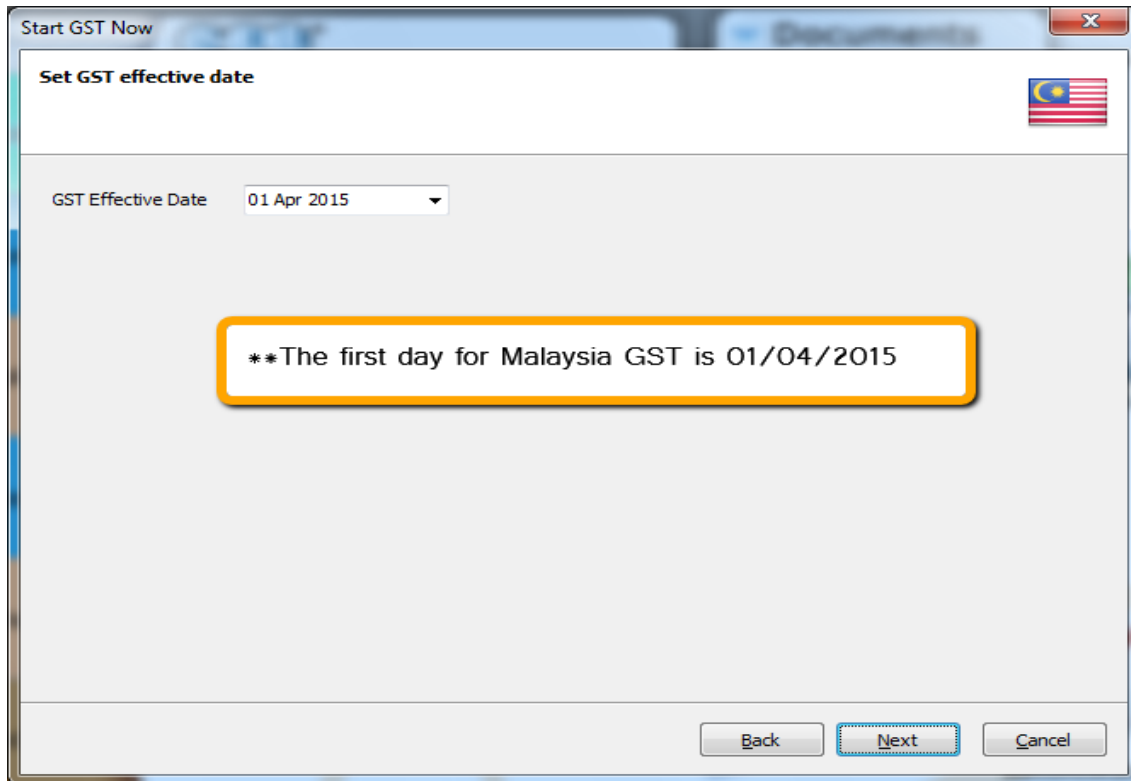 Start GST Now
Documents
Set GST effective date
GST Effective Date 01 Apr 2015
**The first day for Malaysia GST is 01/04/2015
Back Next Cancel